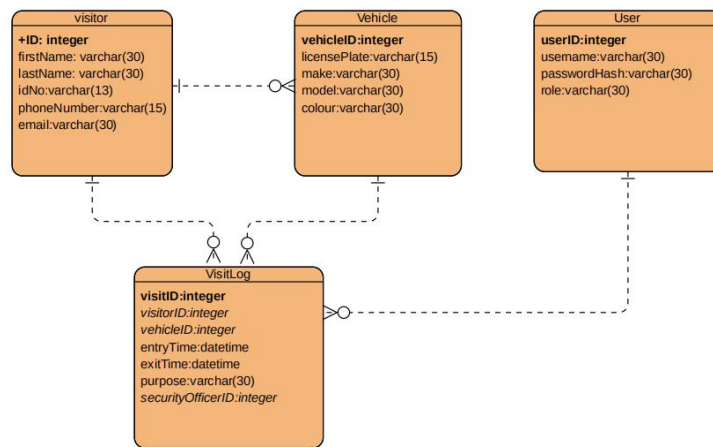 visitor
+ID: integer
firstName: varchar(30)
lastName: varchar(30)
idNo:varchar(13)
phoneNumber:varchar(15)
email:varchar(30)
Vehicle
vehicleID:integer
licensePlate:varchar(15)
make:varchar(30)
model:varchar(30)
colour:varchar(30)
User
userID:integer
username:varchar(30)
passwordHash:varchar(30)
role:varchar(30)
VisitLog
visitID:integer
visitorID:integer
vehicleID:integer
entryTime:datetime
exitTime:datetime
purpose:varchar(30)
securityOfficerID:integer